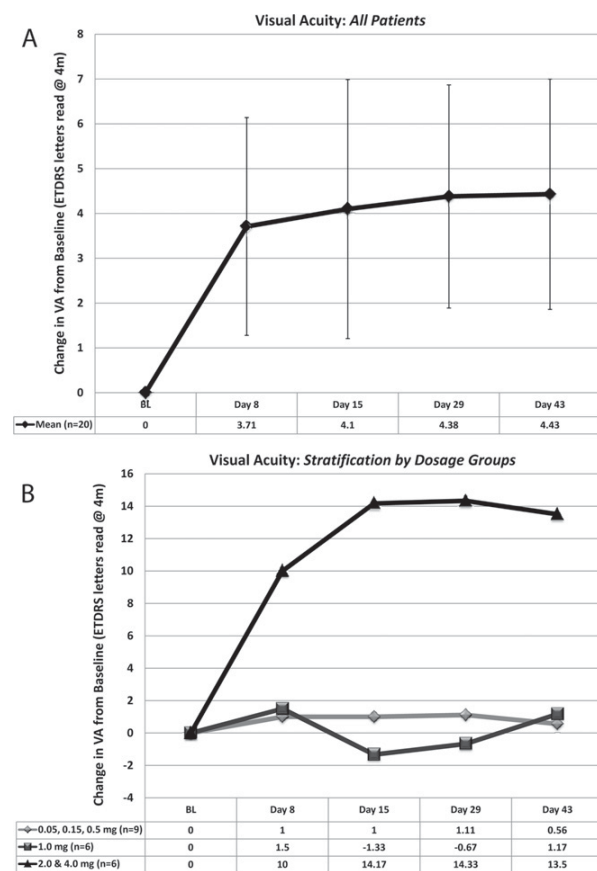 A
Visual Acuity: All Patients
Change in VA from Baseline (ETDRS letters read @ 4m)
8
7
6
5
4
3
2
1
0
BL Day 8 Day 15 Day 29 Day 43
Mean (n=20) 0 3.71 4.1 4.38 4.43
B
Visual Acuity: Stratification by Dosage Groups
Change in VA from Baseline (ETDRS letters read @ 4m)
16
14
12
10
8
6
4
2
0
-2
-4
BL Day 8 Day 15 Day 29 Day 43
0.05, 0.15, 0.5 mg (n=9) 0 1 1 1.11 0.56
1.0 mg (n=6) 0 1.5 -1.33 -0.67 1.17
2.0 & 4.0 mg (n=6) 0 10 14.17 14.33 13.5